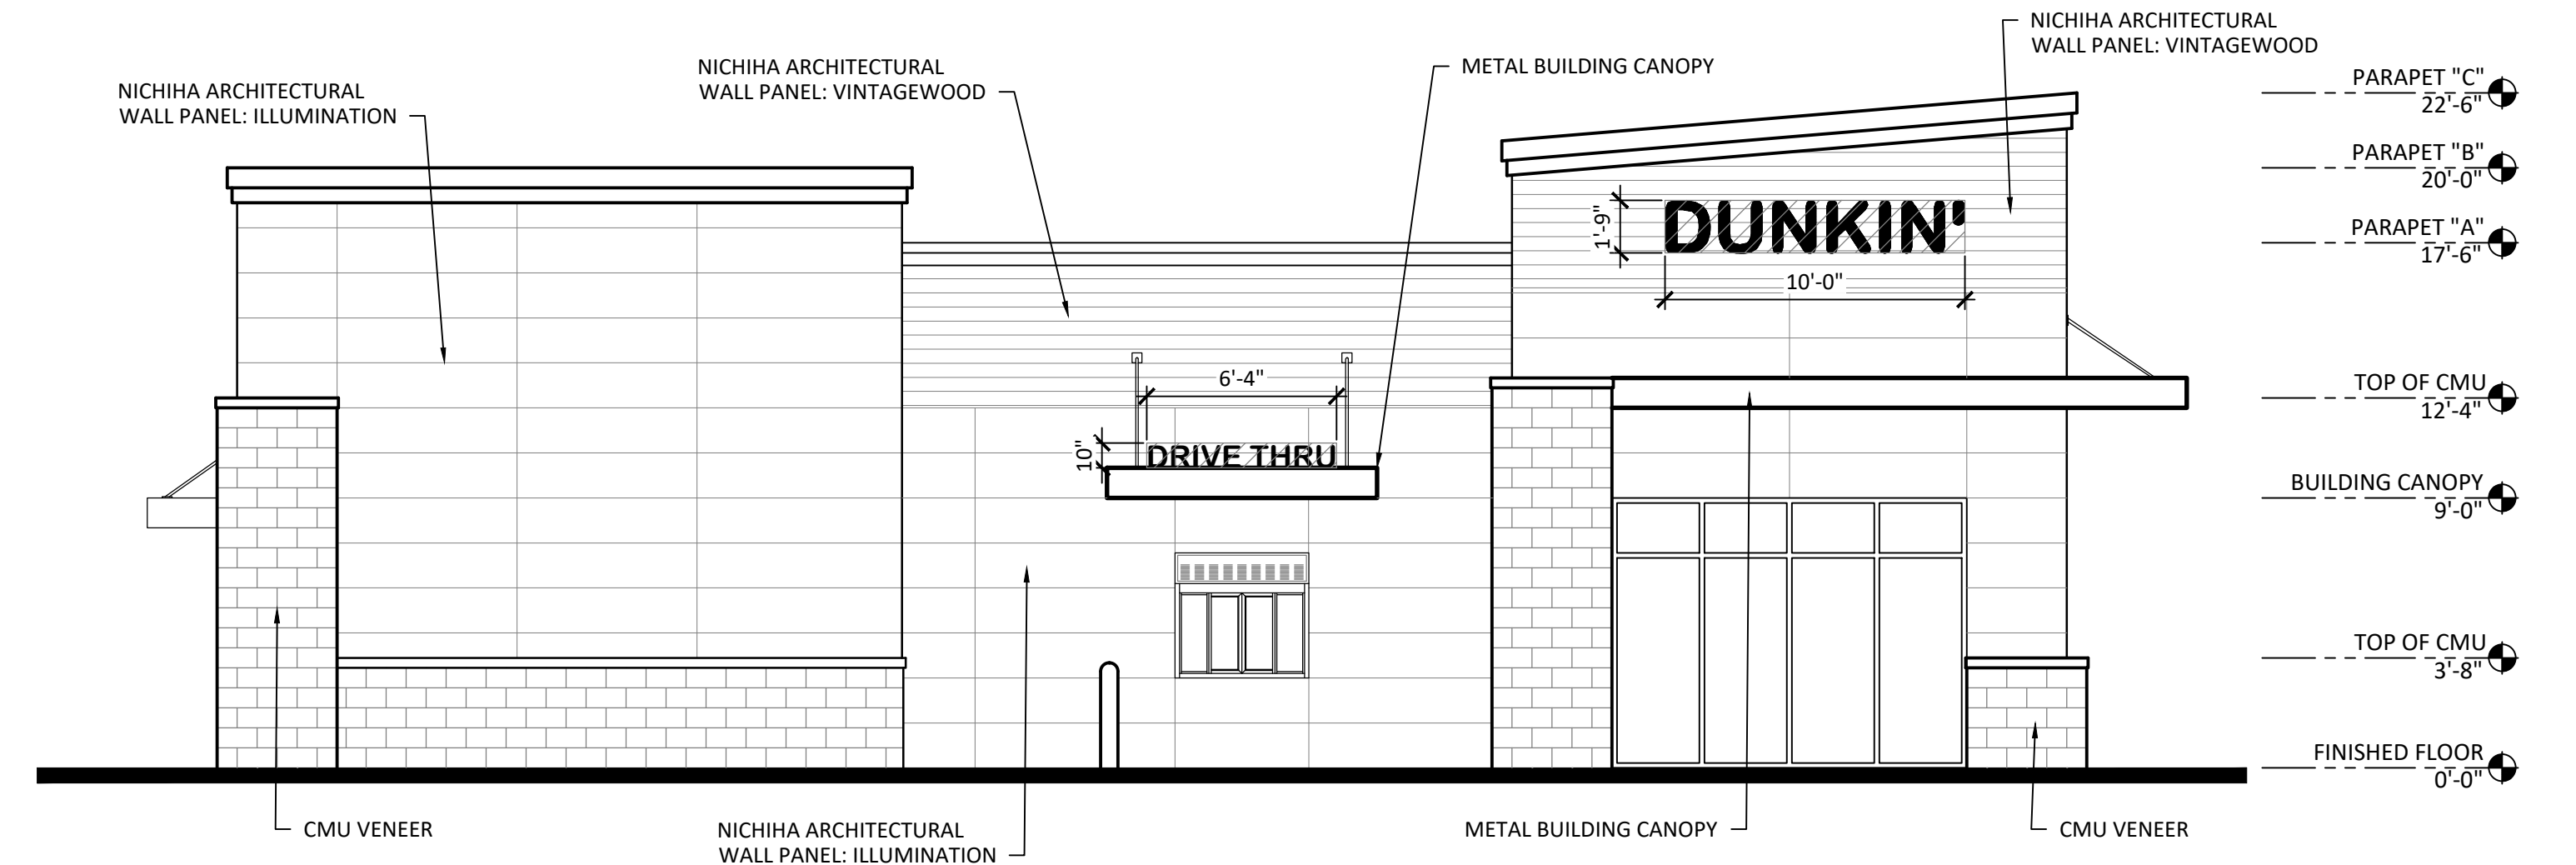 NICHIHA ARCHITECTURAL
WALL PANEL: ILLUMINATION
NICHIHA ARCHITECTURAL
WALL PANEL: VINTAGEWOOD
METAL BUILDING CANOPY
NICHIHA ARCHITECTURAL
WALL PANEL: VINTAGEWOOD
PARAPET "C"
22'-6"
PARAPET "B"
20'-0"
PARAPET "A"
17'-6"
TOP OF CMU
12'-4"
BUILDING CANOPY
9'-0"
TOP OF CMU
3'-8"
FINISHED FLOOR
0'-0"
1'-9"
DUNKIN'
10'-0"
6'-4"
10"
DRIVE THRU
CMU VENEER
NICHIHA ARCHITECTURAL
WALL PANEL: ILLUMINATION
METAL BUILDING CANOPY
CMU VENEER